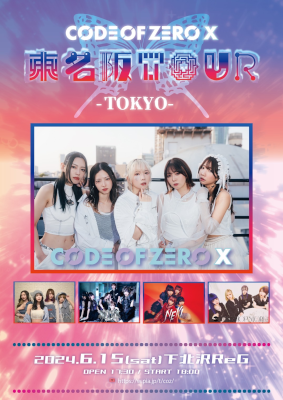 CODE OF ZERO X
東名阪TOUR
-TOKYO-
CODE OF ZERO X
2024.6.15(sat)下北沢ReG
OPEN 17:30 / START 18:00